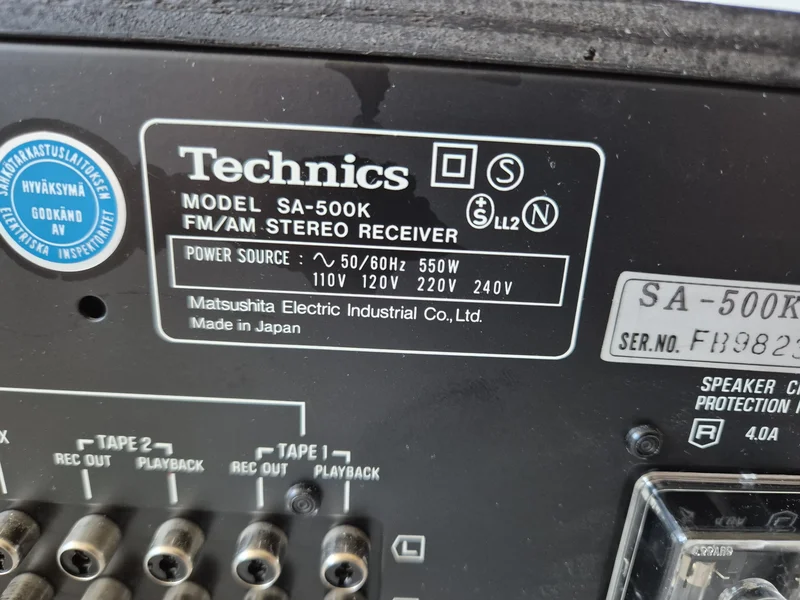 SÄHKÖTARKASTUSLAITOKSEN
HYVÄKSYMÄ
GODKÄND
AV
ELEKTRISKA INSPEKTORATET
Technics
S
MODEL SA-500K
S LL2 N
FM/AM STEREO RECEIVER
POWER SOURCE : ∿ 50/60Hz 550W
110V 120V 220V 240V
Matsushita Electric Industrial Co., Ltd.
Made in Japan
SA-500K
SER.NO. FB982
SPEAKER
PROTECTION
R 4.0A
TAPE 2
REC OUT PLAYBACK
TAPE 1
REC OUT PLAYBACK
L